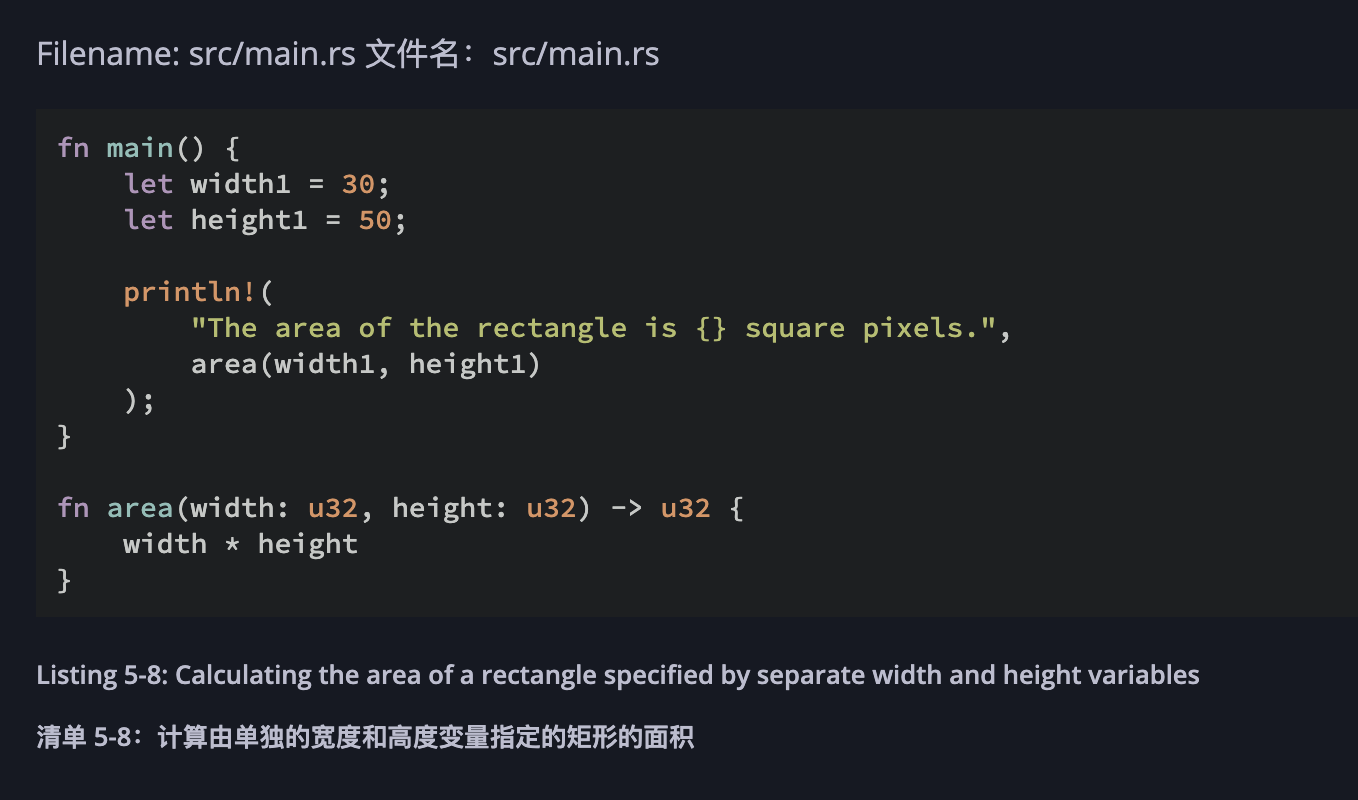 Filename: src/main.rs 文件名：src/main.rs
fn main() {
    let width1 = 30;
    let height1 = 50;

    println!(
        "The area of the rectangle is {} square pixels.",
        area(width1, height1)
    );
}

fn area(width: u32, height: u32) -> u32 {
    width * height
}
Listing 5-8: Calculating the area of a rectangle specified by separate width and height variables
清单 5-8：计算由单独的宽度和高度变量指定的矩形的面积